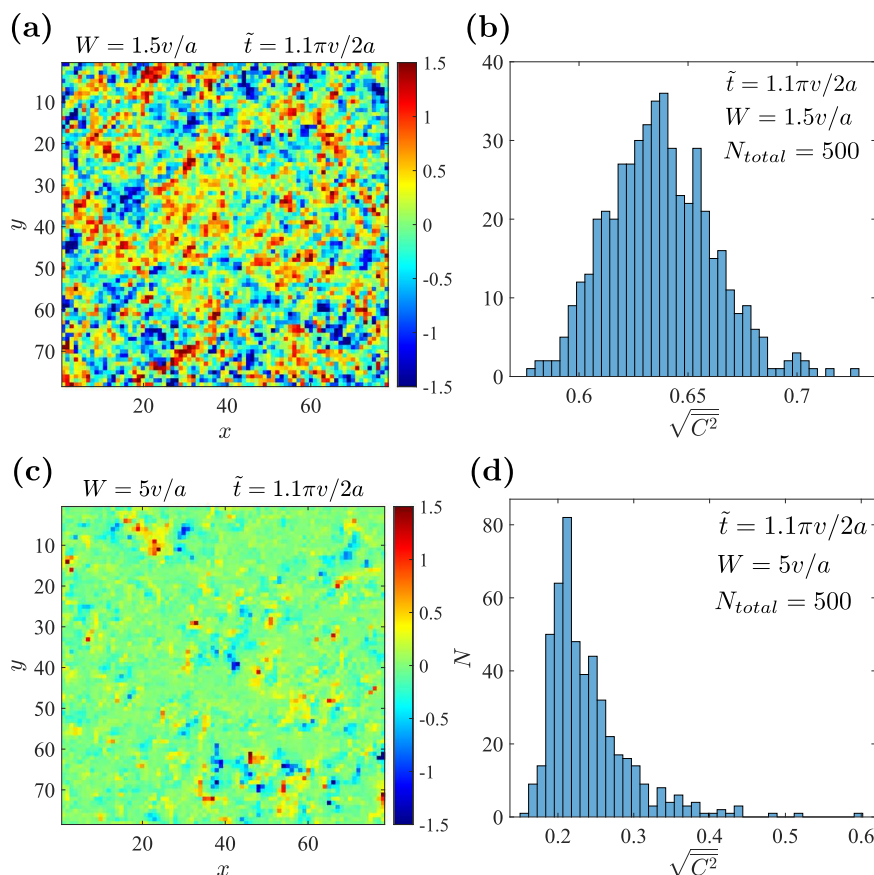 (a)
W = 1.5v/a t̃ = 1.1πv/2a
10
20
30
40
50
60
70
y
20 40 60
x
1.5
1
0.5
0
-0.5
-1
-1.5
(b)
40
30
20
10
0
t̃ = 1.1πv/2a
W = 1.5v/a
N_total = 500
0.6 0.65 0.7
√C̅²̅
(c)
W = 5v/a t̃ = 1.1πv/2a
10
20
30
40
50
60
70
y
20 40 60
x
1.5
1
0.5
0
-0.5
-1
-1.5
(d)
80
60
40
20
0
N
t̃ = 1.1πv/2a
W = 5v/a
N_total = 500
0.2 0.3 0.4 0.5 0.6
√C̅²̅